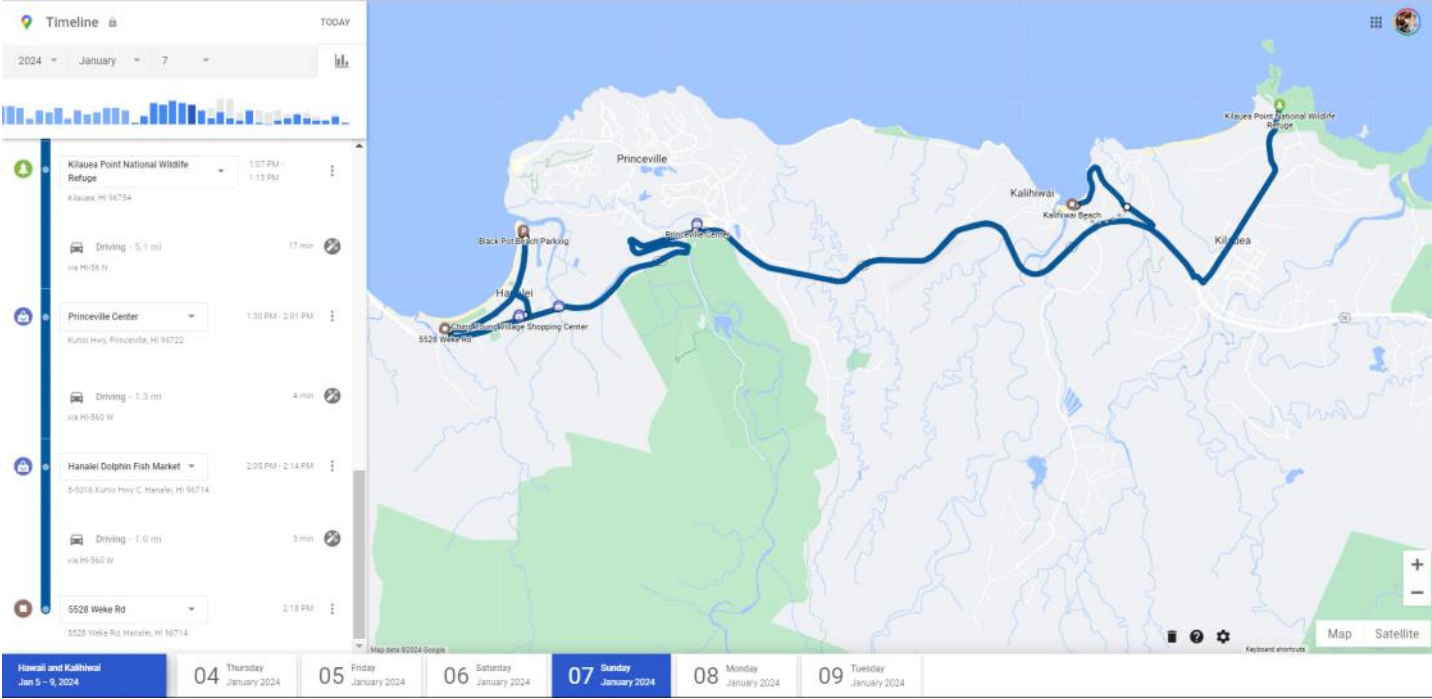 Timeline
TODAY
2024
January
7
Kilauea Point National Wildlife
Refuge
1:07 PM -
1:13 PM
Kilauea, HI 96754
Driving - 5.1 mi
17 min
via HI-56 N
Princeville Center
1:30 PM - 2:01 PM
Kuhio Hwy, Princeville, HI 96722
Driving - 1.3 mi
4 min
via HI-560 W
Hanalei Dolphin Fish Market
2:05 PM - 2:14 PM
5-5016 Kuhio Hwy C, Hanalei, HI 96714
Driving - 1.0 mi
3 min
via HI-560 W
5528 Weke Rd
2:18 PM
5528 Weke Rd, Hanalei, HI 96714
Kilauea Point National Wildlife
Refuge
Princeville
Kalihiwai
Kalihiwai Beach
Princeville Center
Black Pot Beach Parking
Kilauea
Hanalei
Ching Young Village Shopping Center
5528 Weke Rd
56
Map data ©2024 Google
Keyboard shortcuts
Map
Satellite
Hawaii and Kalihiwai
Jan 5 – 9, 2024
04 Thursday
January 2024
05 Friday
January 2024
06 Saturday
January 2024
07 Sunday
January 2024
08 Monday
January 2024
09 Tuesday
January 2024